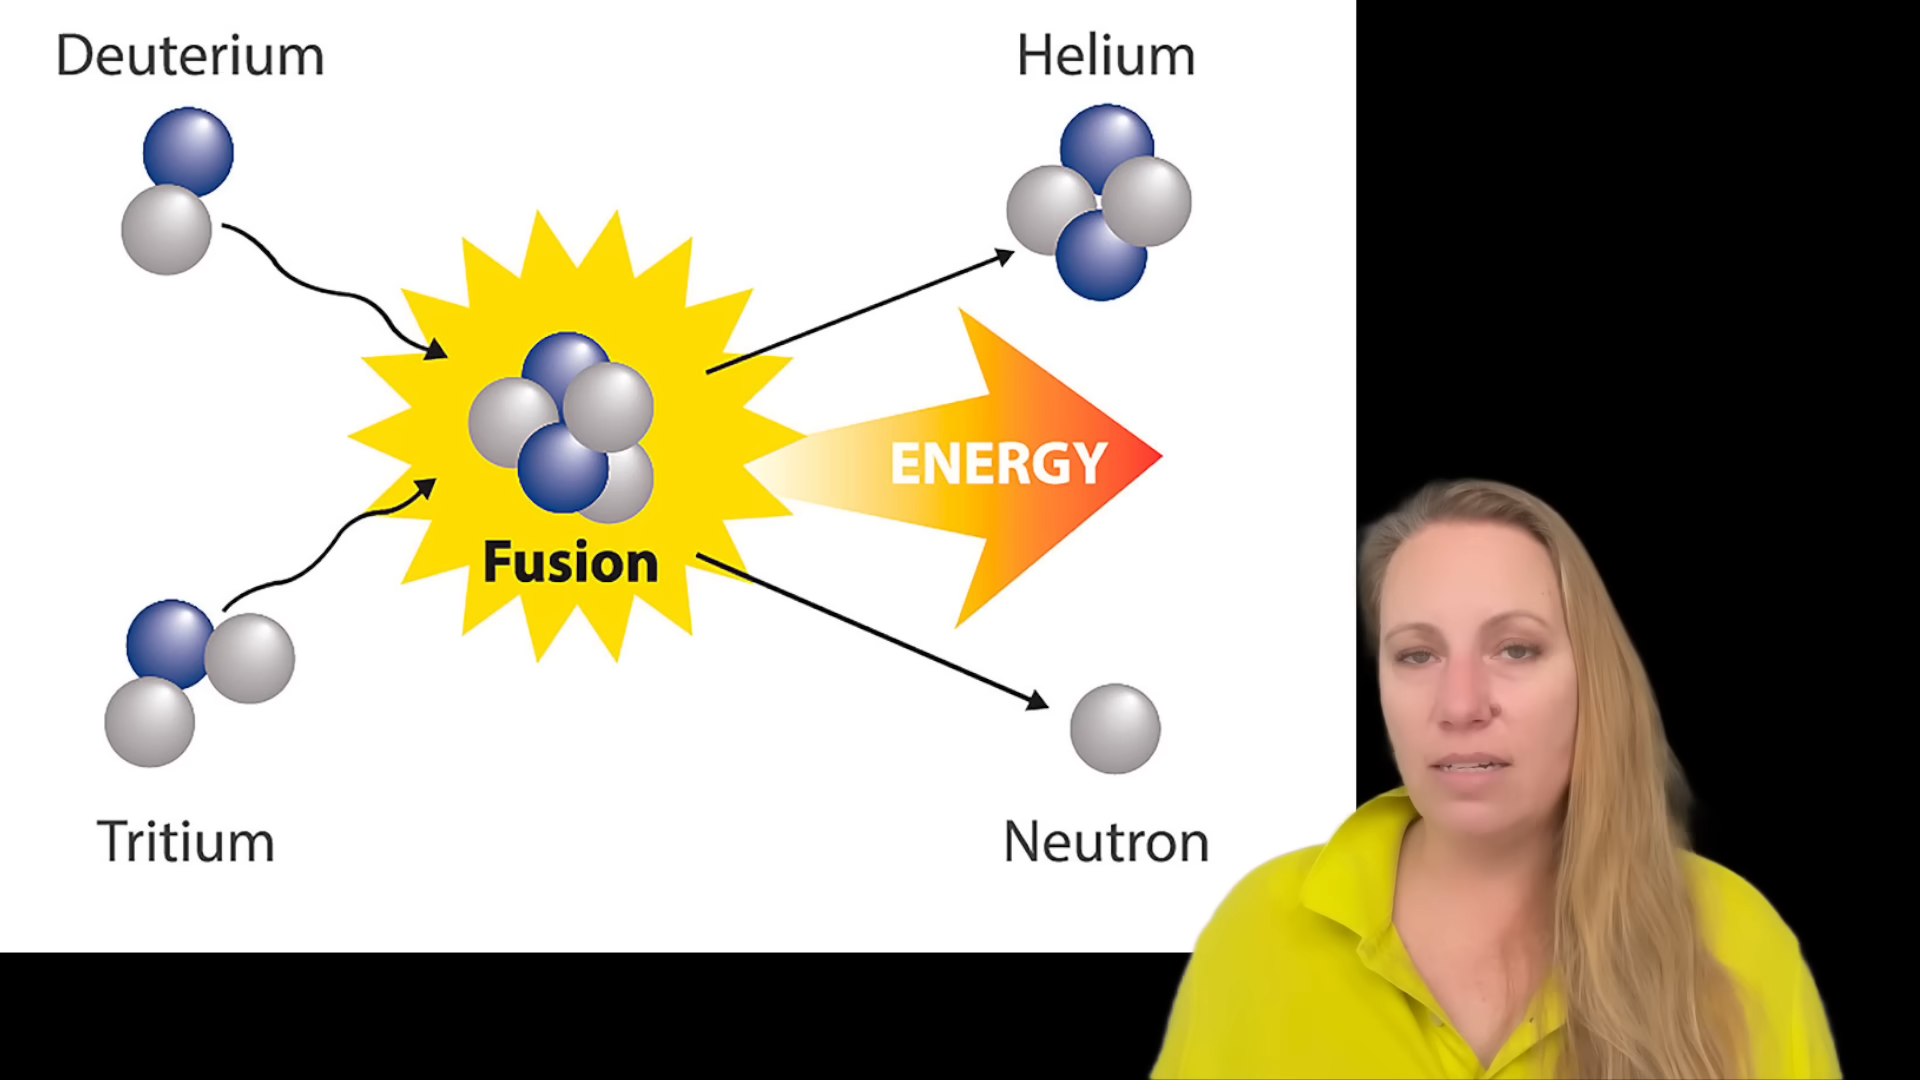 Deuterium
Helium
ENERGY
Fusion
Tritium
Neutron